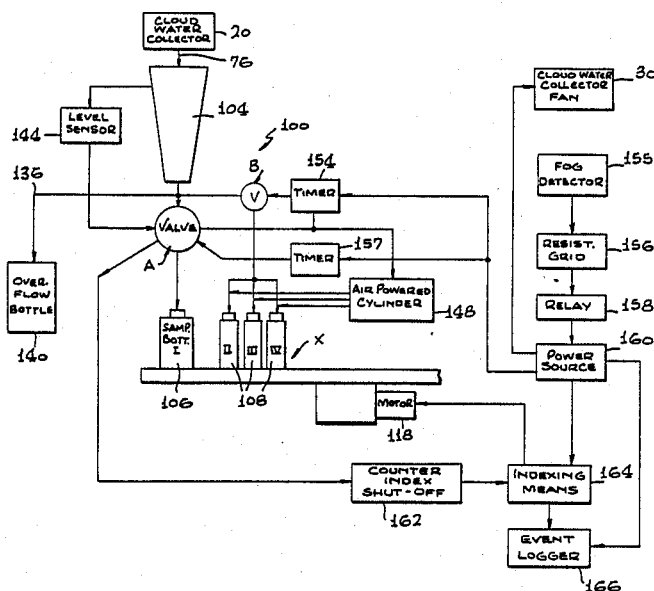 CLOUD
WATER
COLLECTOR
20
76
CLOUD WATER
COLLECTOR
FAN
30
104
LEVEL
SENSOR
144
100
136
B
V
154
TIMER
FOG
DETECTOR
155
VALVE
A
157
TIMER
RESIST.
GRID
156
OVER
FLOW
BOTTLE
140
AIR POWERED
CYLINDER
148
RELAY
158
SAMP.
BOTT.
I
106
II
III
IV
108
X
POWER
SOURCE
160
MOTOR
118
COUNTER
INDEX
SHUT-OFF
162
INDEXING
MEANS
164
EVENT
LOGGER
166